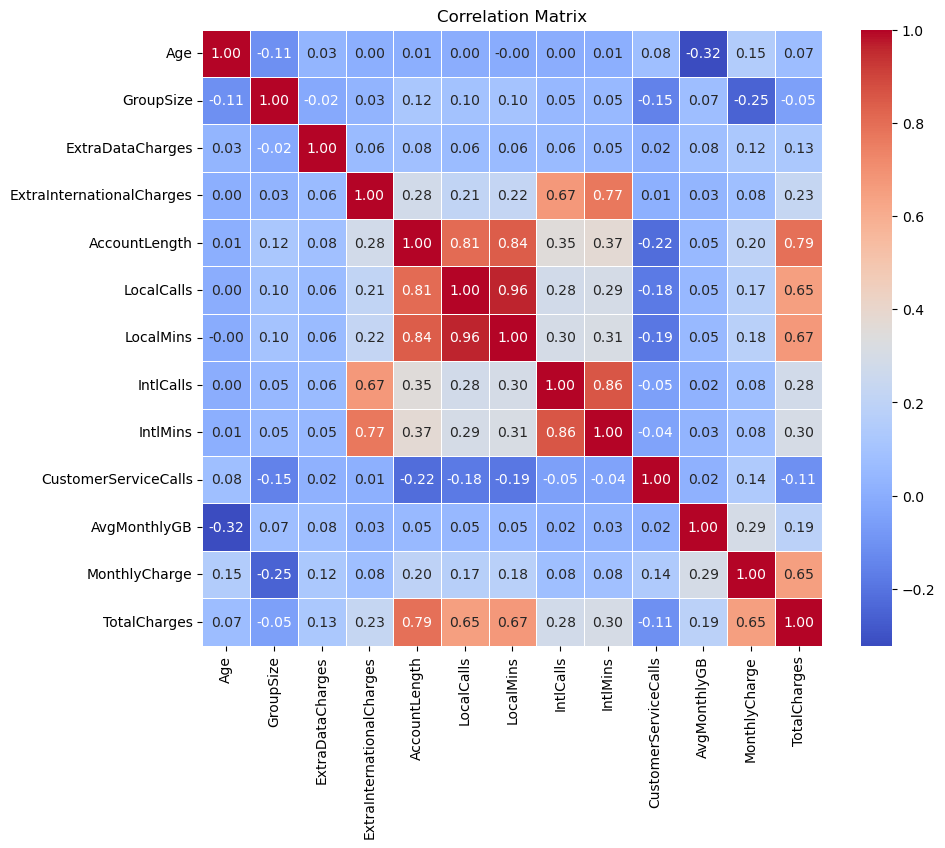 Correlation Matrix
Age 1.00 -0.11 0.03 0.00 0.01 0.00 -0.00 0.00 0.01 0.08 -0.32 0.15 0.07
GroupSize -0.11 1.00 -0.02 0.03 0.12 0.10 0.10 0.05 0.05 -0.15 0.07 -0.25 -0.05
ExtraDataCharges 0.03 -0.02 1.00 0.06 0.08 0.06 0.06 0.06 0.05 0.02 0.08 0.12 0.13
ExtraInternationalCharges 0.00 0.03 0.06 1.00 0.28 0.21 0.22 0.67 0.77 0.01 0.03 0.08 0.23
AccountLength 0.01 0.12 0.08 0.28 1.00 0.81 0.84 0.35 0.37 -0.22 0.05 0.20 0.79
LocalCalls 0.00 0.10 0.06 0.21 0.81 1.00 0.96 0.28 0.29 -0.18 0.05 0.17 0.65
LocalMins -0.00 0.10 0.06 0.22 0.84 0.96 1.00 0.30 0.31 -0.19 0.05 0.18 0.67
IntlCalls 0.00 0.05 0.06 0.67 0.35 0.28 0.30 1.00 0.86 -0.05 0.02 0.08 0.28
IntlMins 0.01 0.05 0.05 0.77 0.37 0.29 0.31 0.86 1.00 -0.04 0.03 0.08 0.30
CustomerServiceCalls 0.08 -0.15 0.02 0.01 -0.22 -0.18 -0.19 -0.05 -0.04 1.00 0.02 0.14 -0.11
AvgMonthlyGB -0.32 0.07 0.08 0.03 0.05 0.05 0.05 0.02 0.03 0.02 1.00 0.29 0.19
MonthlyCharge 0.15 -0.25 0.12 0.08 0.20 0.17 0.18 0.08 0.08 0.14 0.29 1.00 0.65
TotalCharges 0.07 -0.05 0.13 0.23 0.79 0.65 0.67 0.28 0.30 -0.11 0.19 0.65 1.00
Age
GroupSize
ExtraDataCharges
ExtraInternationalCharges
AccountLength
LocalCalls
LocalMins
IntlCalls
IntlMins
CustomerServiceCalls
AvgMonthlyGB
MonthlyCharge
TotalCharges
1.0
0.8
0.6
0.4
0.2
0.0
−0.2